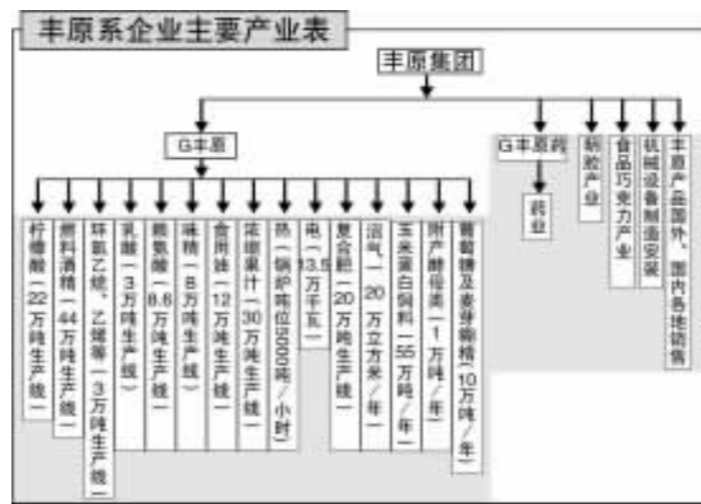 丰原系企业主要产业表
丰原集团
G丰原
G丰原药
药业
明胶产业
食品巧克力产业
机械设备制造安装
丰原产品国外、国内各地销售
柠檬酸(22万吨生产线)
燃料酒精(44万吨生产线)
环氧乙烷、乙烯等(3万吨生产线)
乳酸(3万吨生产线)
赖氨酸(8.6万吨生产线)
味精(8万吨生产线)
食用油(12万吨生产线)
浓缩果汁(30万吨生产线)
热(锅炉吨位5000吨/小时)
电(13.5万千瓦)
复合肥(20万吨生产线)
沼气(20万立方米/年)
玉米蛋白饲料(55万吨/年)
附产酵母类(1万吨/年)
葡萄糖及麦芽糊精(10万吨/年)